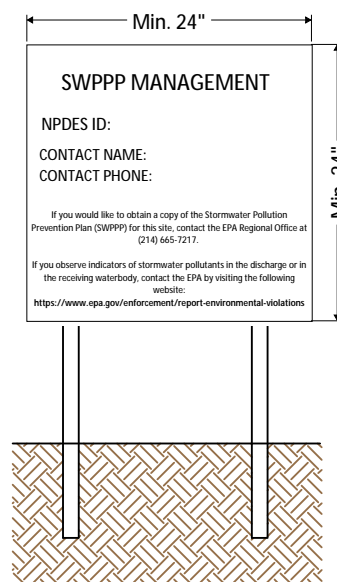 Min. 24"
SWPPP MANAGEMENT
NPDES ID:
CONTACT NAME:
CONTACT PHONE:
If you would like to obtain a copy of the Stormwater Pollution
Prevention Plan (SWPPP) for this site, contact the EPA Regional Office at
(214) 665-7217.
If you observe indicators of stormwater pollutants in the discharge or in
the receiving waterbody, contact the EPA by visiting the following
website:
https://www.epa.gov/enforcement/report-environmental-violations
Min. 24"